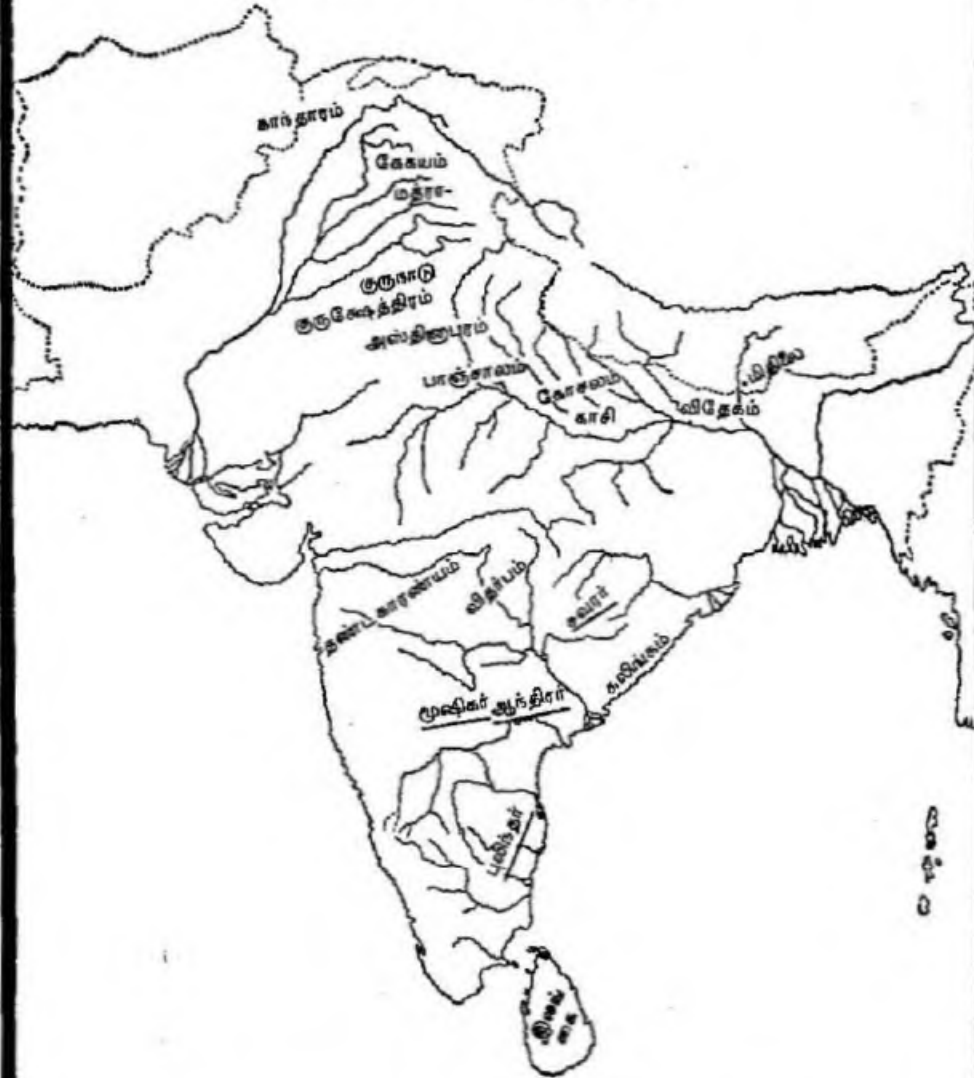 காந்தாரம்
கேகயம்
மத்ரா-
குருநாடு
குருக்ஷேத்திரம்
அஸ்தினாபுரம்
பாஞ்சாலம்
கோசலம்
மிதிலை
காசி
விதேகம்
தண்டகாரண்யம்
விதர்பம்
சவரர்
கலிங்கம்
மூஷிகர் ஆந்திரர்
புலிந்தர்
இலங்
கை